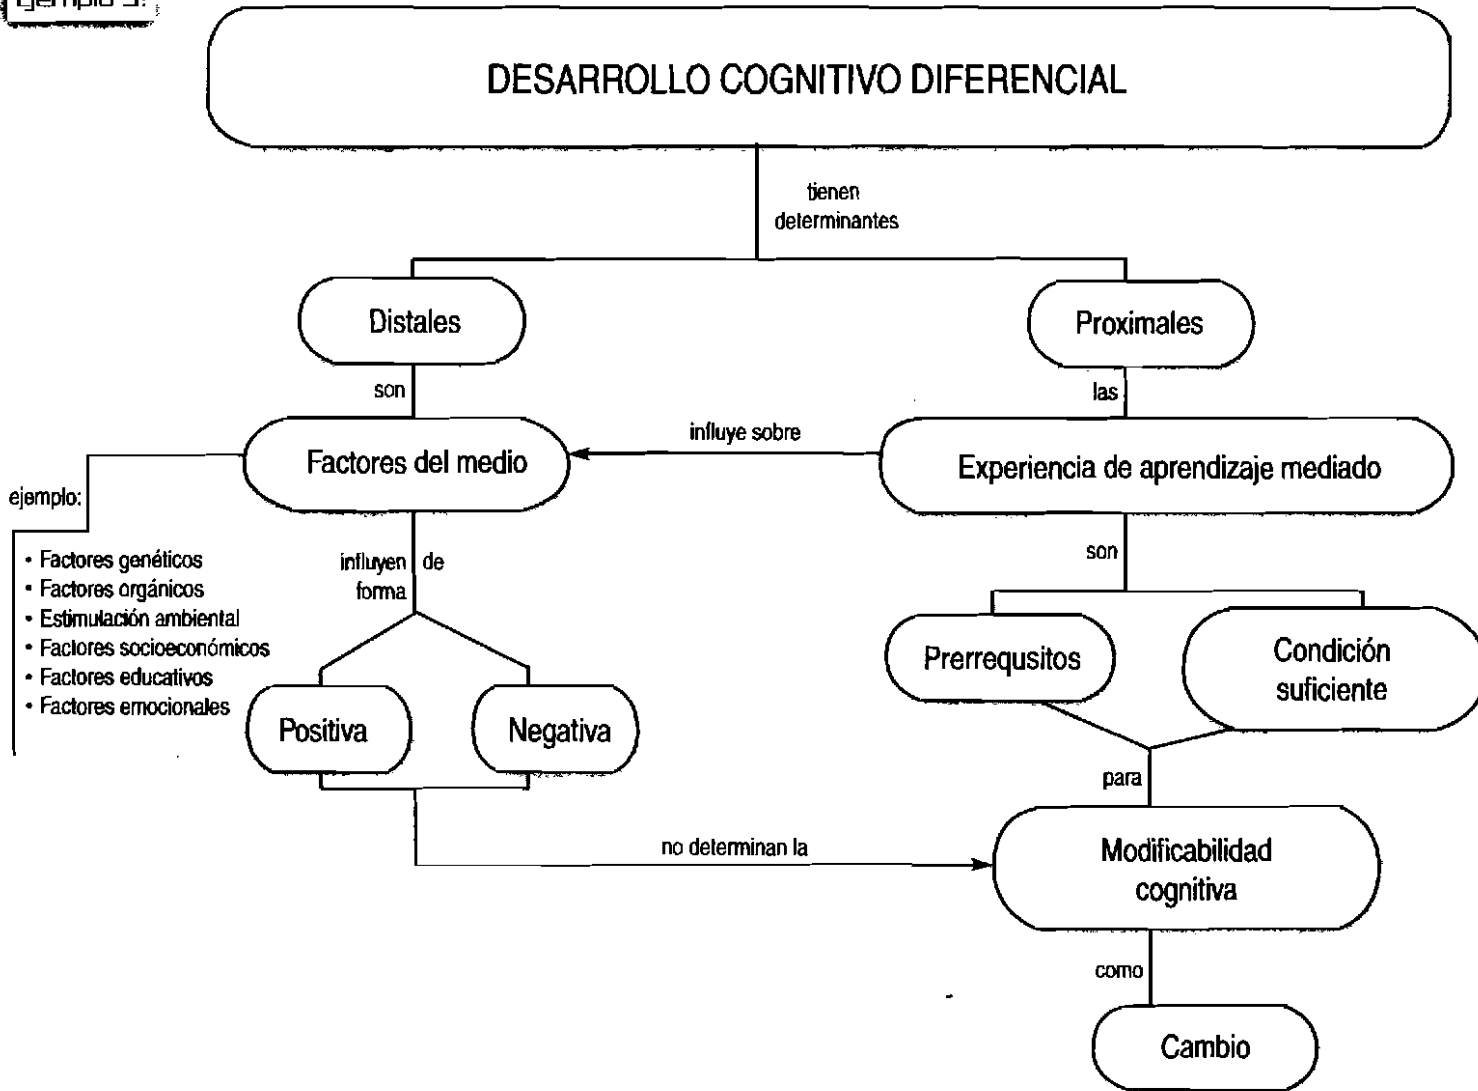 ejemplo 3:
DESARROLLO COGNITIVO DIFERENCIAL
tienen
determinantes
Distales
Proximales
son
las
Factores del medio
influye sobre
Experiencia de aprendizaje mediado
ejemplo:
• Factores genéticos
• Factores orgánicos
• Estimulación ambiental
• Factores socioeconómicos
• Factores educativos
• Factores emocionales
influyen de
forma
son
Prerrequsitos
Condición
suficiente
Positiva
Negativa
para
no determinan la
Modificabilidad
cognitiva
como
Cambio